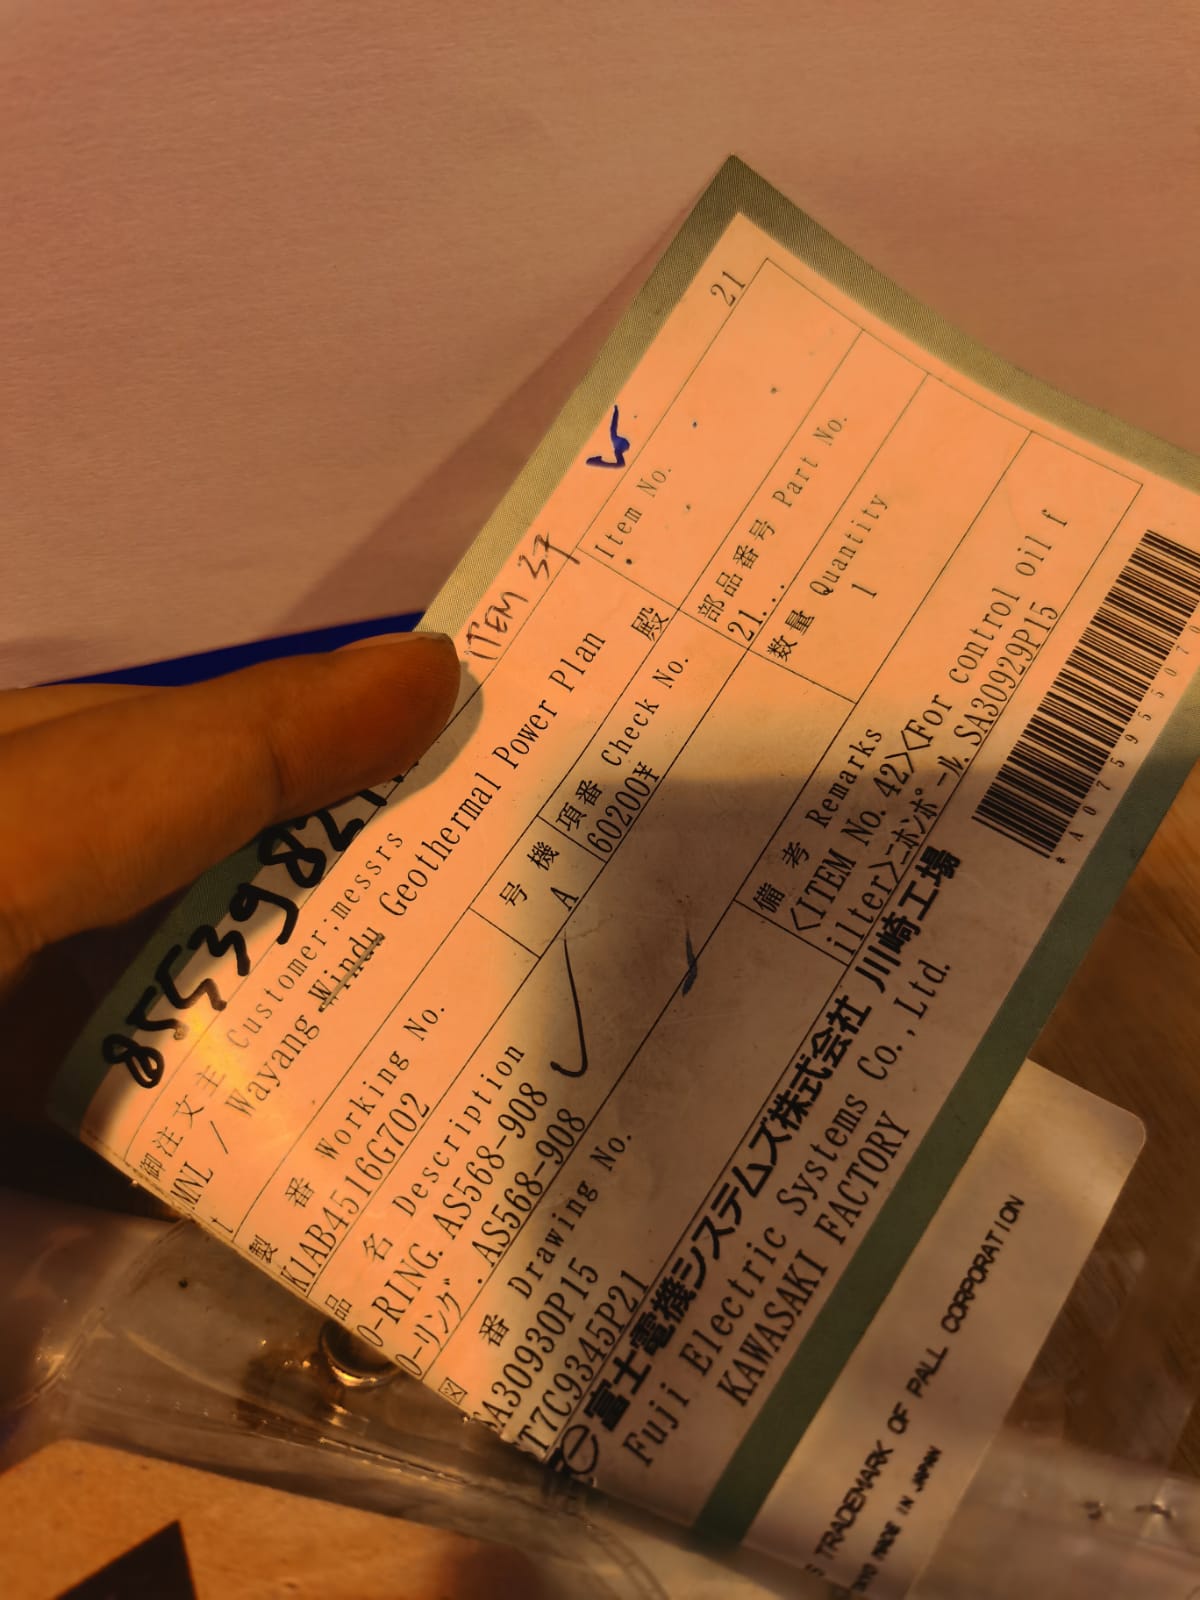 21
ITEM 37
御注文主 Customer;messrs
MNL / Wayang Windu Geothermal Power Plan
t
殿
Item No.
製番 Working No.
K1AB4516G702
号機
A
項番 Check No.
60200¥
部品番号 Part No.
21...
品名 Description
O-RING. AS568-908
O-リング. AS568-908
数量 Quantity
1
図番 Drawing No.
SA30930P15
T7C9345P21
備考 Remarks
<ITEM No. 42><For control oil f
ilter>ニホンポール.SA30929P15
富士電機システムズ株式会社 川崎工場
Fuji Electric Systems Co., Ltd.
KAWASAKI FACTORY
TRADEMARK OF PALL CORPORATION
MADE IN JAPAN